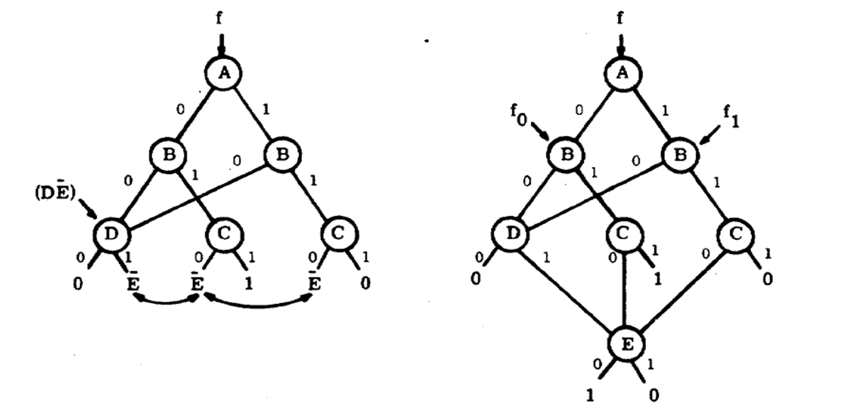 f f
A A
0 1 0 1
f₀ f₁
B B B B
0 1 0 1 0 1 0 1
(DĒ)
D C C D C C
0 1 0 1 0 1 0 1 0 1 0 1
0 Ē Ē 1 Ē 0 0 1 0
E
0 1
1 0